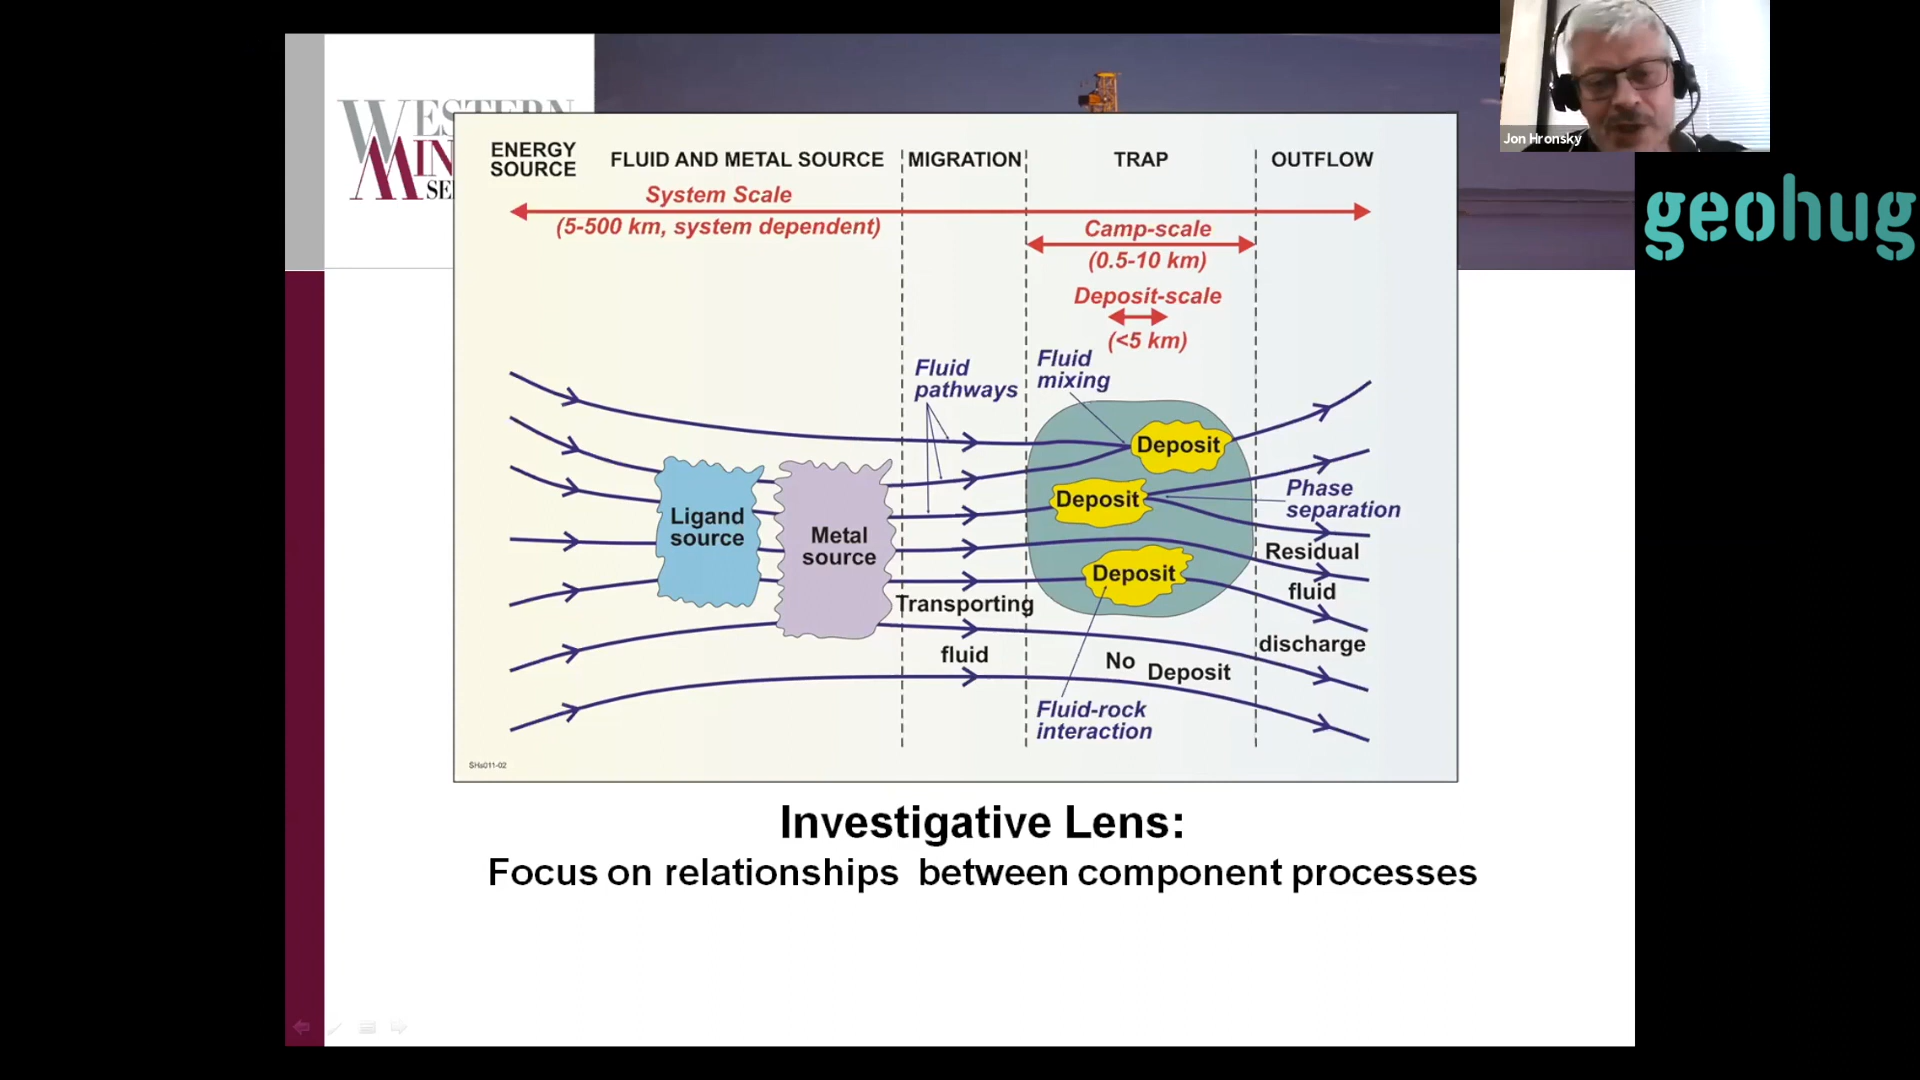 Jon Hronsky
geohug
WESTERN
MIN
SE
ENERGY
SOURCE
FLUID AND METAL SOURCE
MIGRATION
TRAP
OUTFLOW
System Scale
(5-500 km, system dependent)
Camp-scale
(0.5-10 km)
Deposit-scale
(<5 km)
Fluid
pathways
Fluid
mixing
Deposit
Deposit
Phase
separation
Ligand
source
Metal
source
Residual
fluid
discharge
Deposit
Transporting
fluid
No Deposit
Fluid-rock
interaction
SHs011-02
Investigative Lens:
Focus on relationships between component processes